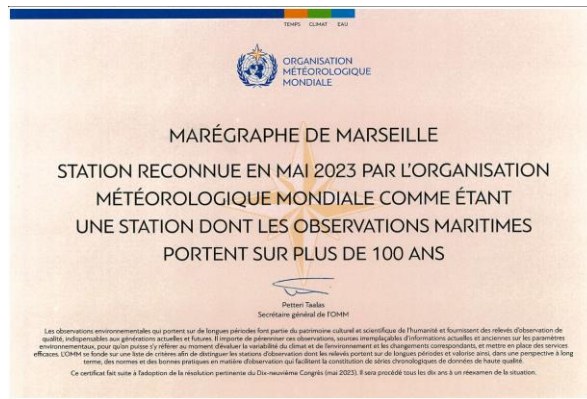 TEMPS CLIMAT EAU
ORGANISATION
MÉTÉOROLOGIQUE
MONDIALE
MARÉGRAPHE DE MARSEILLE
STATION RECONNUE EN MAI 2023 PAR L'ORGANISATION
MÉTÉOROLOGIQUE MONDIALE COMME ÉTANT
UNE STATION DONT LES OBSERVATIONS MARITIMES
PORTENT SUR PLUS DE 100 ANS
Petteri Taalas
Secrétaire général de l'OMM
Les observations environnementales qui portent sur de longues périodes font partie du patrimoine culturel et scientifique de l'humanité et fournissent des relevés d'observation de
qualité, indispensables aux générations actuelles et futures. Il importe de pérenniser ces observations, sources irremplaçables d'informations actuelles et anciennes sur les paramètres
environnementaux, pour qu'on puisse s'y référer au moment d'évaluer la variabilité du climat et de l'environnement et les changements correspondants, et mettre en place des services
efficaces. L'OMM se fonde sur une liste de critères afin de distinguer les stations d'observation dont les relevés portent sur de longues périodes et valorise ainsi, dans une perspective à long
terme, des normes et des bonnes pratiques en matière d'observation qui facilitent la constitution de séries chronologiques de données de haute qualité.
Ce certificat fait suite à l'adoption de la résolution pertinente du Dix-neuvième Congrès (mai 2023). Il sera procédé tous les dix ans à un réexamen de la situation.